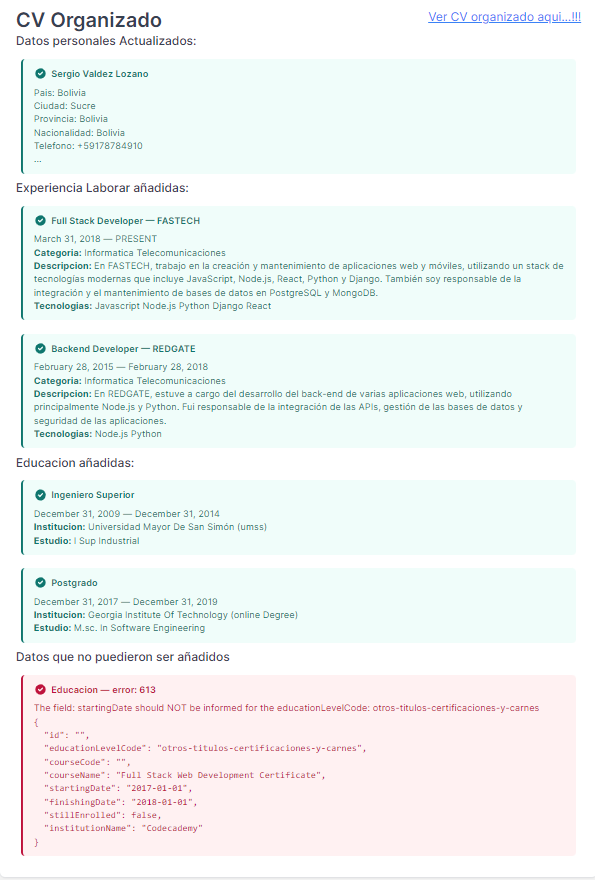 CV Organizado
Ver CV organizado aqui...!!!
Datos personales Actualizados:
Sergio Valdez Lozano
Pais: Bolivia
Ciudad: Sucre
Provincia: Bolivia
Nacionalidad: Bolivia
Telefono: +59178784910
...
Experiencia Laborar añadidas:
Full Stack Developer — FASTECH
March 31, 2018 — PRESENT
Categoria: Informatica Telecomunicaciones
Descripcion: En FASTECH, trabajo en la creación y mantenimiento de aplicaciones web y móviles, utilizando un stack de
tecnologías modernas que incluye JavaScript, Node.js, React, Python y Django. También soy responsable de la
integración y el mantenimiento de bases de datos en PostgreSQL y MongoDB.
Tecnologias: Javascript Node.js Python Django React
Backend Developer — REDGATE
February 28, 2015 — February 28, 2018
Categoria: Informatica Telecomunicaciones
Descripcion: En REDGATE, estuve a cargo del desarrollo del back-end de varias aplicaciones web, utilizando
principalmente Node.js y Python. Fui responsable de la integración de las APIs, gestión de las bases de datos y
seguridad de las aplicaciones.
Tecnologias: Node.js Python
Educacion añadidas:
Ingeniero Superior
December 31, 2009 — December 31, 2014
Institucion: Universidad Mayor De San Simón (umss)
Estudio: I Sup Industrial
Postgrado
December 31, 2017 — December 31, 2019
Institucion: Georgia Institute Of Technology (online Degree)
Estudio: M.sc. In Software Engineering
Datos que no puedieron ser añadidos
Educacion — error: 613
The field: startingDate should NOT be informed for the educationLevelCode: otros-titulos-certificaciones-y-carnes
{
"id": "",
"educationLevelCode": "otros-titulos-certificaciones-y-carnes",
"courseCode": "",
"courseName": "Full Stack Web Development Certificate",
"startingDate": "2017-01-01",
"finishingDate": "2018-01-01",
"stillEnrolled": false,
"institutionName": "Codecademy"
}